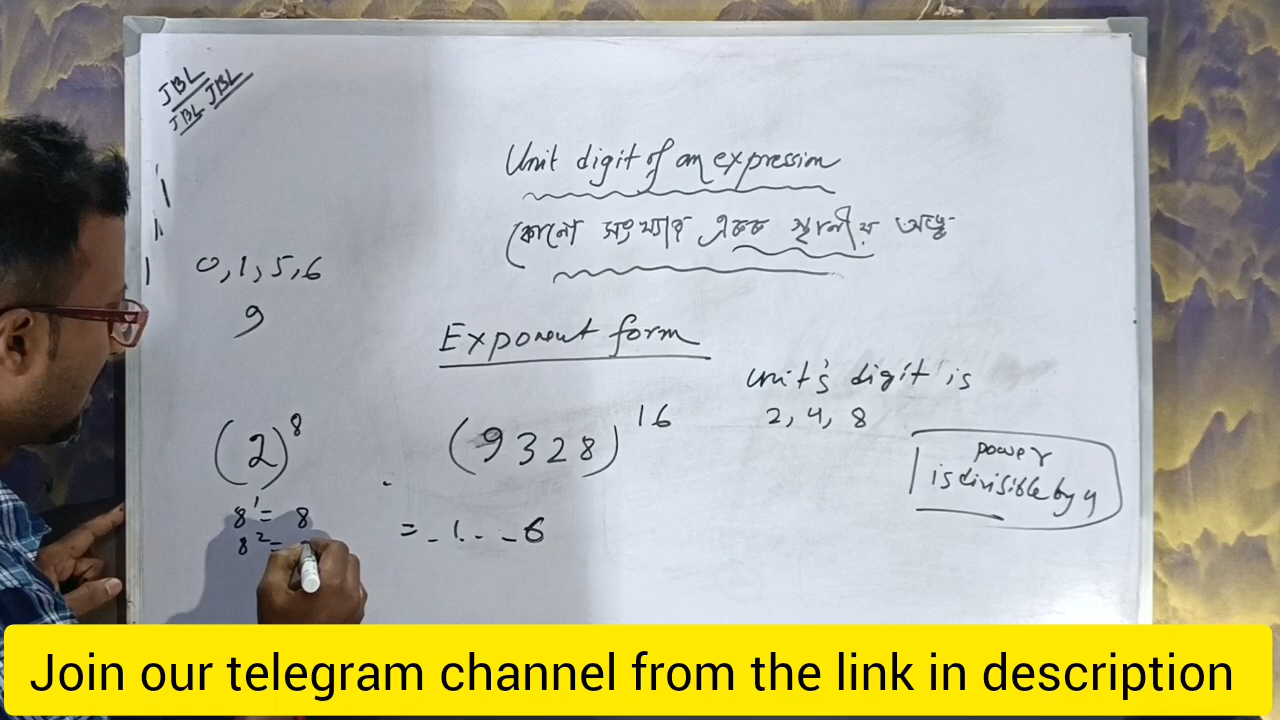 JBL
JBL JBL
Unit digit of an expression
কোনো সংখ্যার একক স্থানীয় অঙ্ক
0, 1, 5, 6
9
Exponent form
Unit's digit is
2, 4, 8
(2)⁸
(9328)¹⁶
power
is divisible by 4
8¹ = 8
8² =
= - 1. - - 6
Join our telegram channel from the link in description